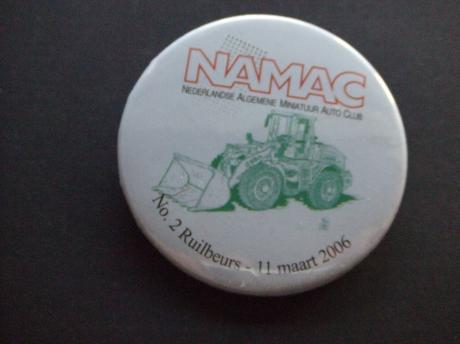 NAMAC
NEDERLANDSE ALGEMENE MINIATUUR AUTO CLUB
No. 2 Ruilbeurs - 11 maart 2006